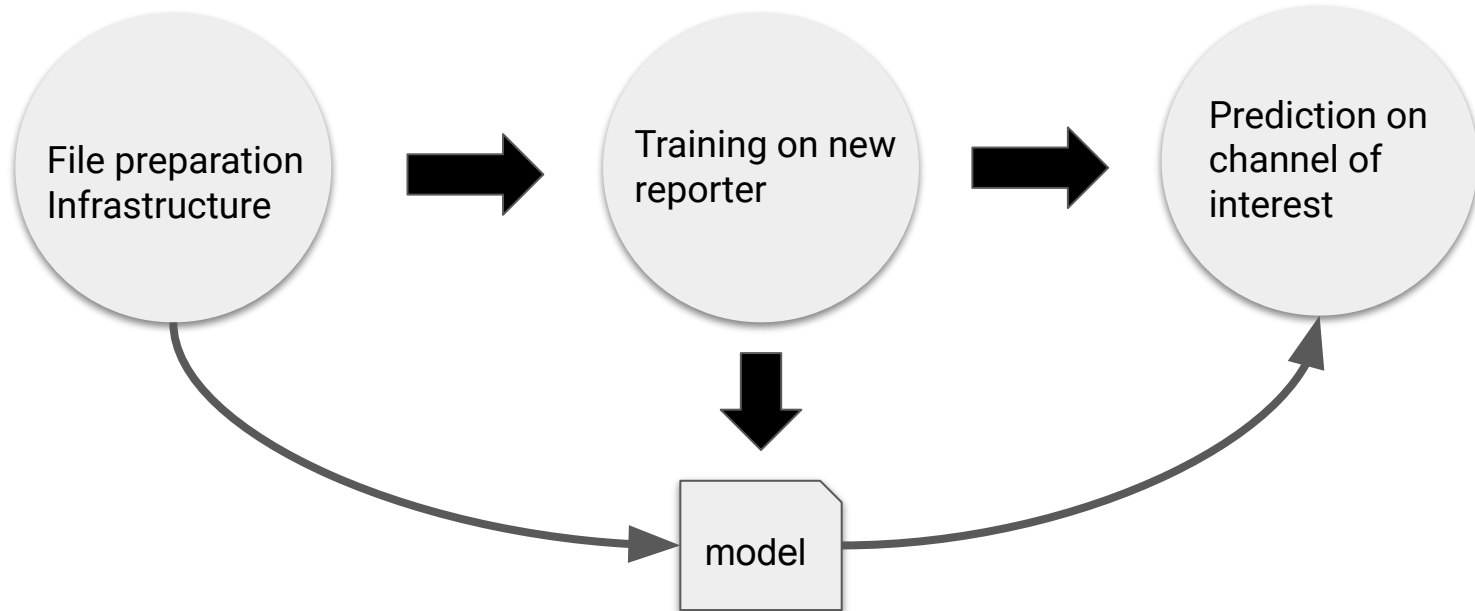 File preparation
Infrastructure
Training on new
reporter
Prediction on
channel of
interest
model